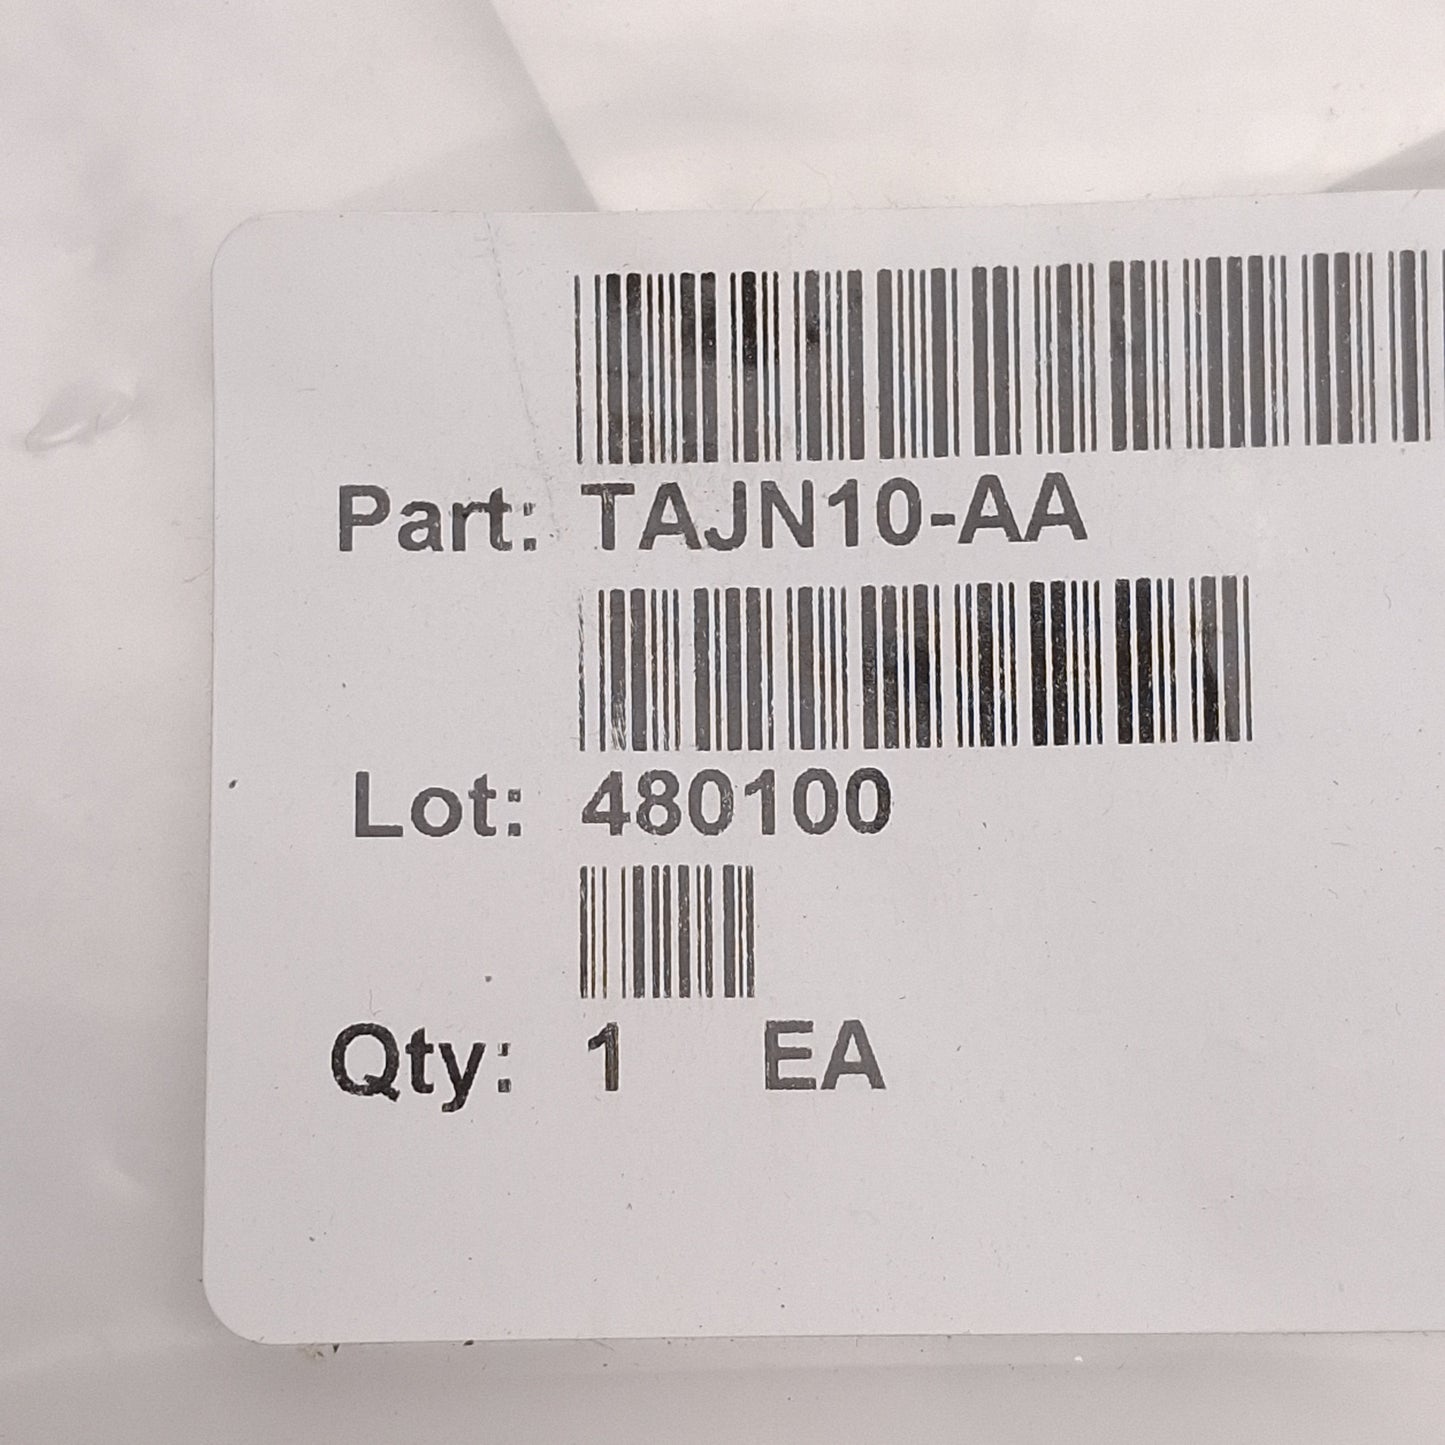 Part: TAJN10-AA
Lot: 480100
Qty: 1 EA